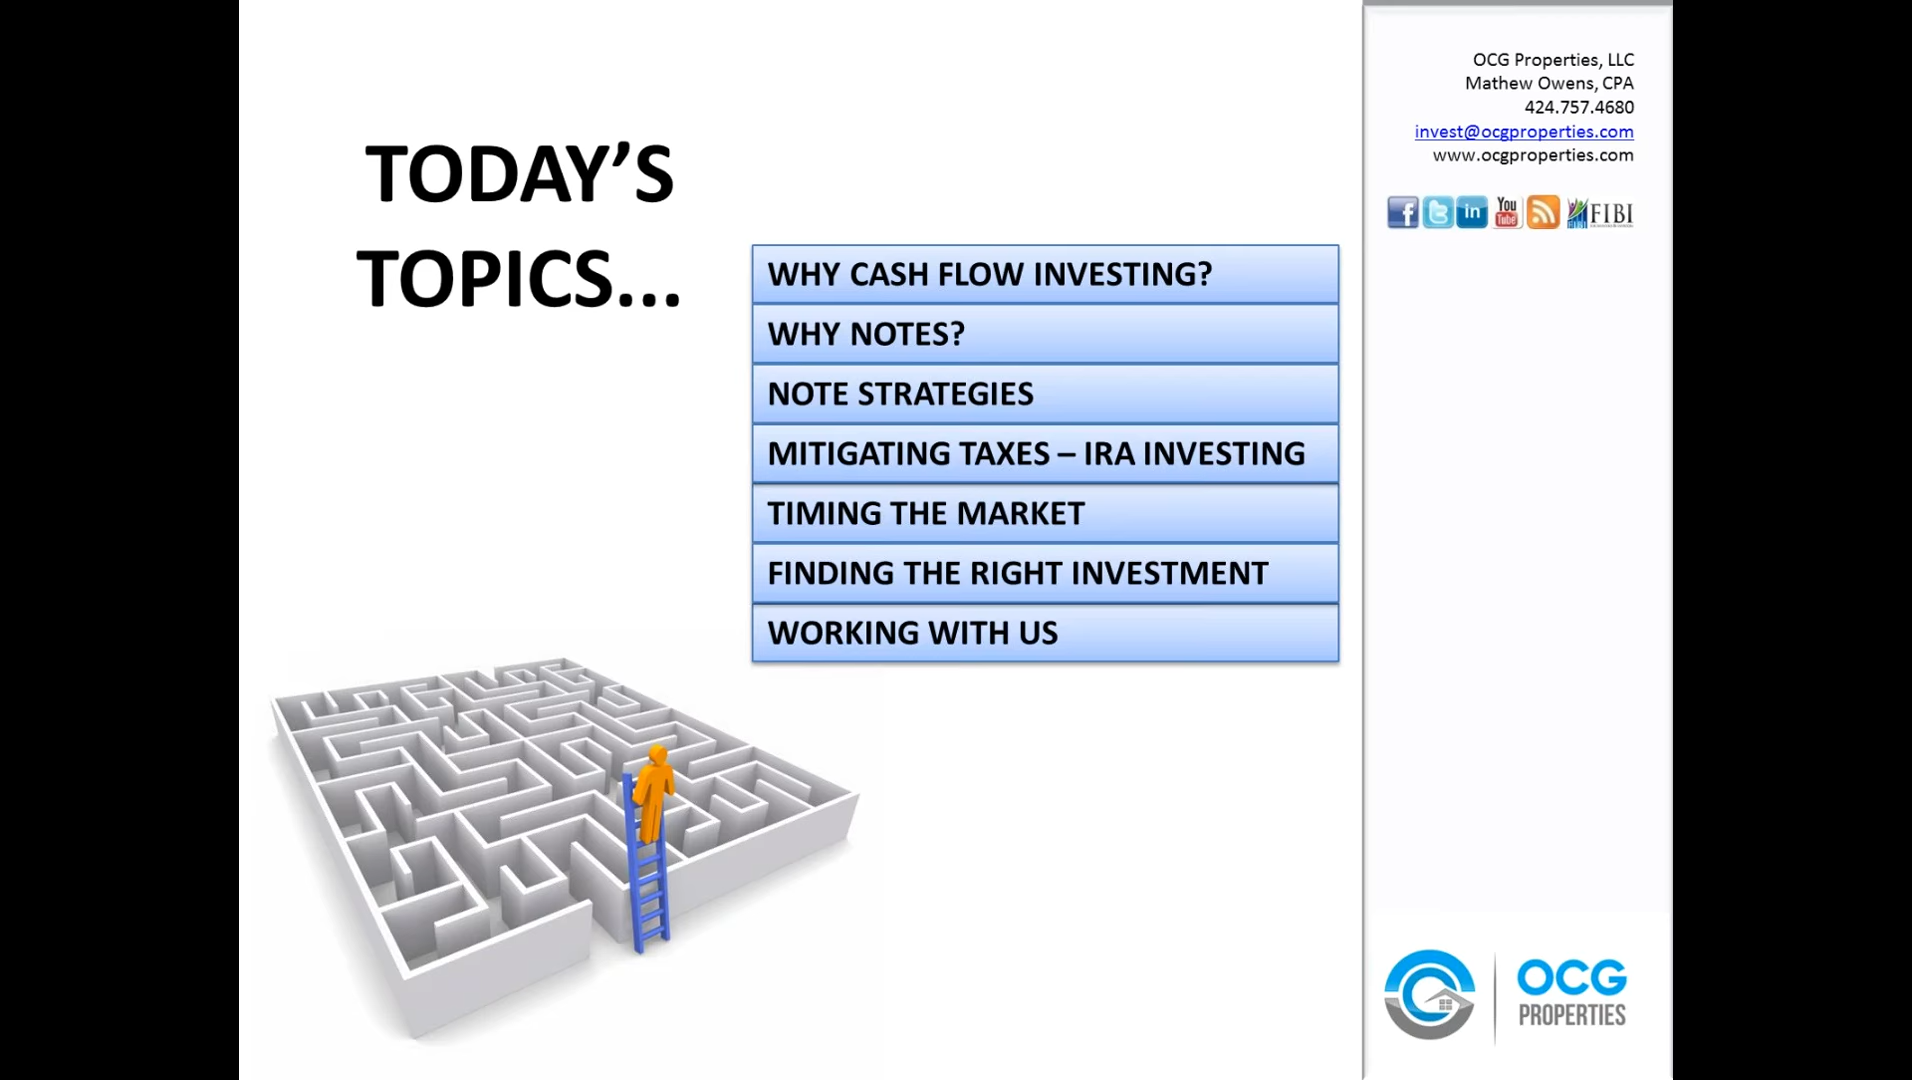 TODAY’S
TOPICS...
WHY CASH FLOW INVESTING?
WHY NOTES?
NOTE STRATEGIES
MITIGATING TAXES – IRA INVESTING
TIMING THE MARKET
FINDING THE RIGHT INVESTMENT
WORKING WITH US
OCG Properties, LLC
Mathew Owens, CPA
424.757.4680
invest@ocgproperties.com
www.ocgproperties.com
f t in You Tube FIBI
OCG
PROPERTIES